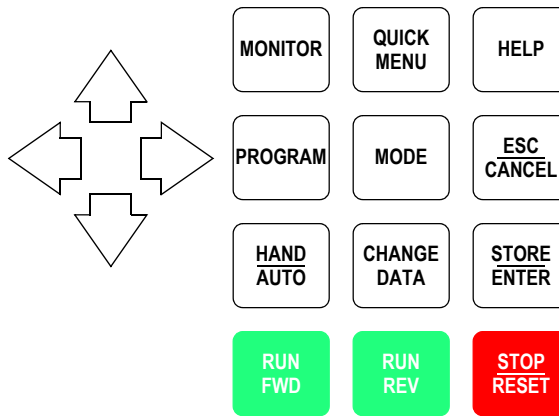 MONITOR
QUICK
MENU
HELP
PROGRAM
MODE
ESC
CANCEL
HAND
AUTO
CHANGE
DATA
STORE
ENTER
RUN
FWD
RUN
REV
STOP
RESET